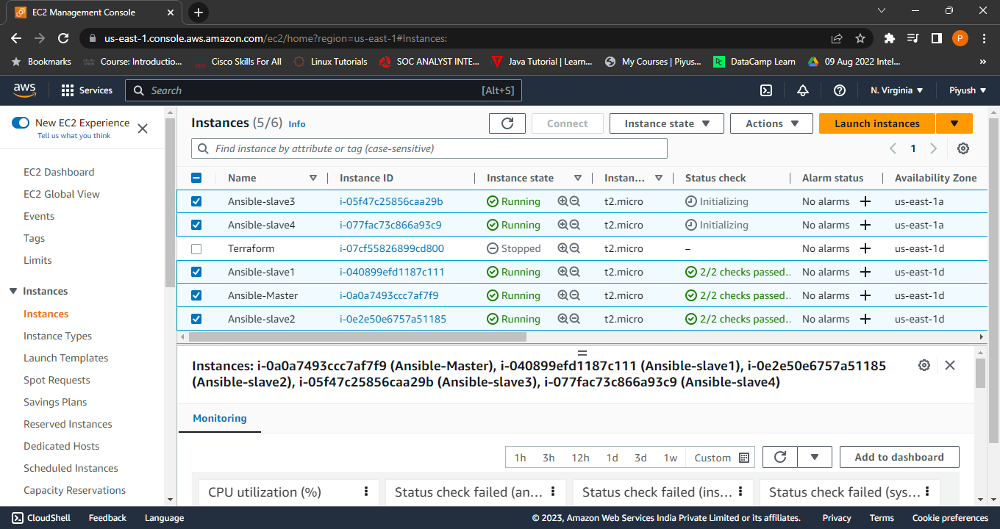 EC2 Management Console
us-east-1.console.aws.amazon.com/ec2/home?region=us-east-1#Instances:
P
Bookmarks Course: Introductio... Cisco Skills For All Linux Tutorials SOC ANALYST INTE... Java Tutorial | Learn... My Courses | Piyus... DataCamp Learn 09 Aug 2022 Intel... »
aws Services Search [Alt+S] N. Virginia Piyush
New EC2 Experience
Tell us what you think
EC2 Dashboard
EC2 Global View
Events
Tags
Limits
Instances
Instances
Instance Types
Launch Templates
Spot Requests
Savings Plans
Reserved Instances
Dedicated Hosts
Scheduled Instances
Capacity Reservations
Instances (5/6) Info Connect Instance state Actions Launch instances
Find instance by attribute or tag (case-sensitive) 1
Name Instance ID Instance state Instan... Status check Alarm status Availability Zone
Ansible-slave3 i-05f47c25856caa29b Running t2.micro Initializing No alarms us-east-1a
Ansible-slave4 i-077fac73c866a93c9 Running t2.micro Initializing No alarms us-east-1a
Terraform i-07cf55826899cd800 Stopped t2.micro – No alarms us-east-1d
Ansible-slave1 i-040899efd1187c111 Running t2.micro 2/2 checks passed.. No alarms us-east-1d
Ansible-Master i-0a0a7493ccc7af7f9 Running t2.micro 2/2 checks passed.. No alarms us-east-1d
Ansible-slave2 i-0e2e50e6757a51185 Running t2.micro 2/2 checks passed.. No alarms us-east-1d
Instances: i-0a0a7493ccc7af7f9 (Ansible-Master), i-040899efd1187c111 (Ansible-slave1), i-0e2e50e6757a51185
(Ansible-slave2), i-05f47c25856caa29b (Ansible-slave3), i-077fac73c866a93c9 (Ansible-slave4)
Monitoring
1h 3h 12h 1d 3d 1w Custom Add to dashboard
CPU utilization (%) Status check failed (an... Status check failed (ins... Status check failed (sys...
CloudShell Feedback Language © 2023, Amazon Web Services India Private Limited or its affiliates. Privacy Terms Cookie preferences